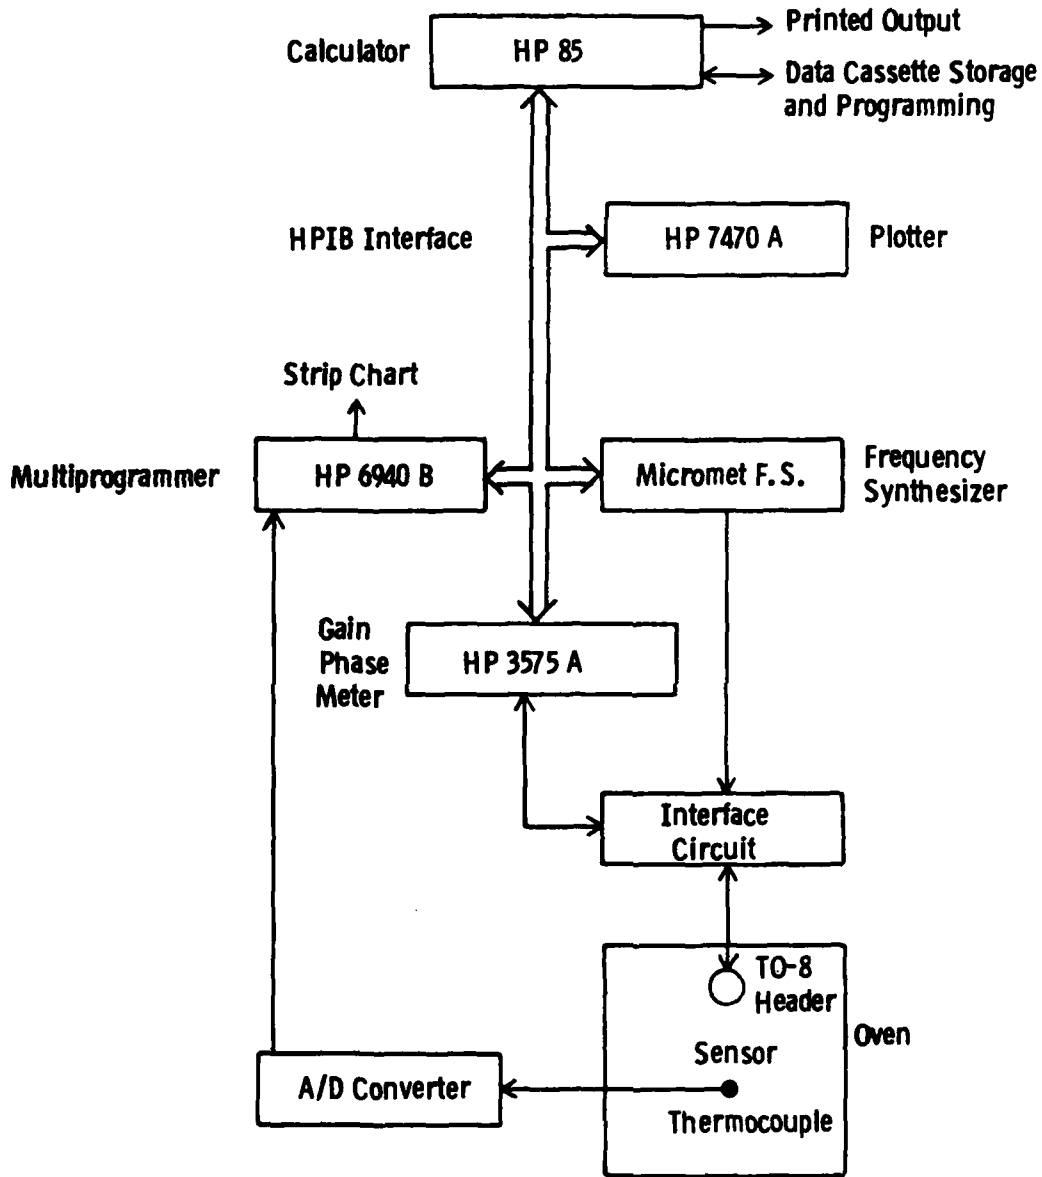 Printed Output
Calculator
HP 85
Data Cassette Storage
and Programming
HPIB Interface
HP 7470 A
Plotter
Strip Chart
Multiprogrammer
HP 6940 B
Micromet F. S.
Frequency
Synthesizer
Gain
Phase
Meter
HP 3575 A
Interface
Circuit
TO-8
Header
Oven
Sensor
A/D Converter
Thermocouple